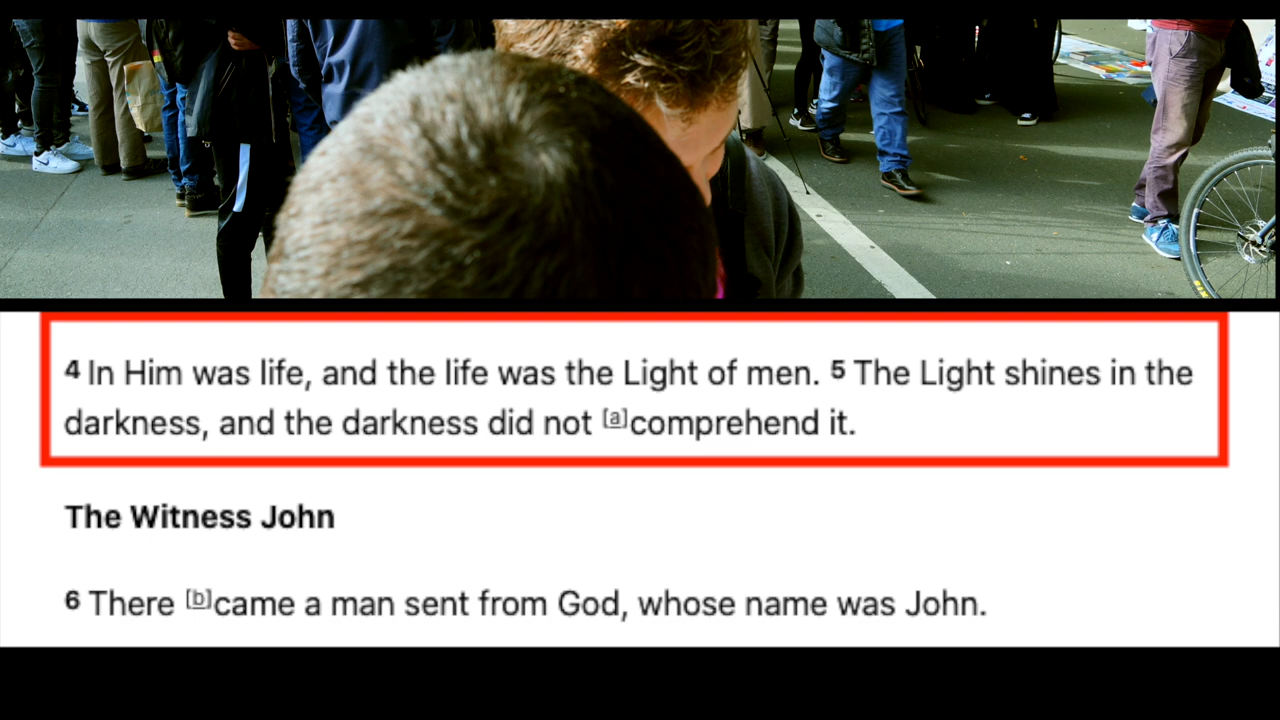 4 In Him was life, and the life was the Light of men. 5 The Light shines in the
darkness, and the darkness did not [a]comprehend it.
The Witness John
6 There [b]came a man sent from God, whose name was John.